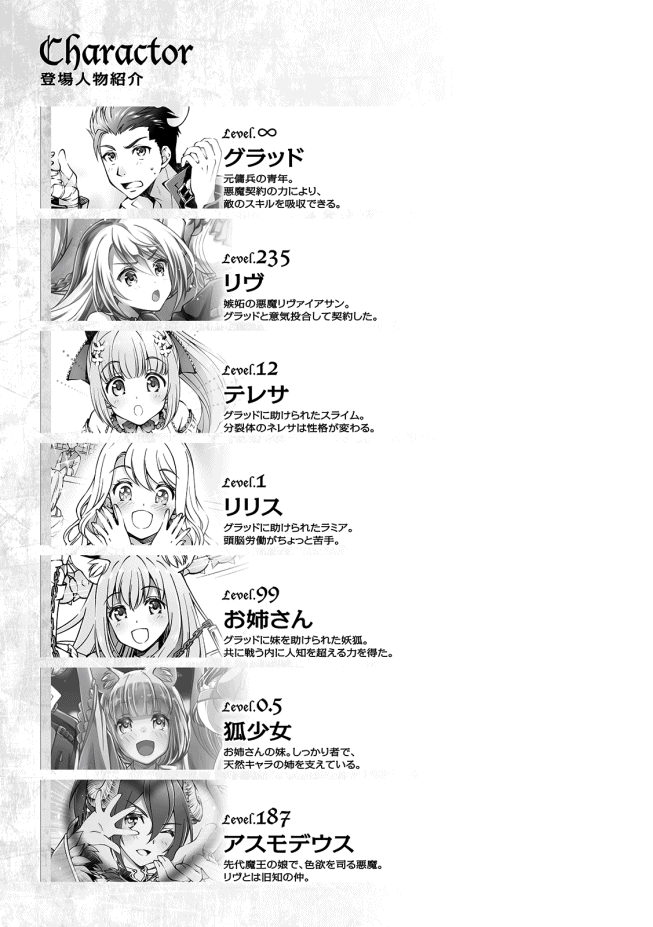 Charactor
登場人物紹介
Level.∞
グラッド
元傭兵の青年。
悪魔契約の力により、
敵のスキルを吸収できる。
Level.235
リヴ
嫉妬の悪魔リヴァイアサン。
グラッドと意気投合して契約した。
Level.12
テレサ
グラッドに助けられたスライム。
分裂体のネレサは性格が変わる。
Level.1
リリス
グラッドに助けられたラミア。
頭脳労働がちょっと苦手。
Level.99
お姉さん
グラッドに妹を助けられた妖狐。
共に戦う内に人知を超える力を得た。
Level.0.5
狐少女
お姉さんの妹。しっかり者で、
天然キャラの姉を支えている。
Level.187
アスモデウス
先代魔王の娘で、色欲を司る悪魔。
リヴとは旧知の仲。